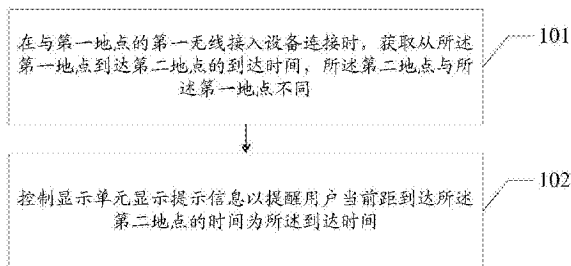 在与第一地点的第一无线接入设备连接时，获取从所述
第一地点到达第二地点的到达时间，所述第二地点与所
述第一地点不同
101
控制显示单元显示提示信息以提醒用户当前距到达所述
第二地点的时间为所述到达时间
102